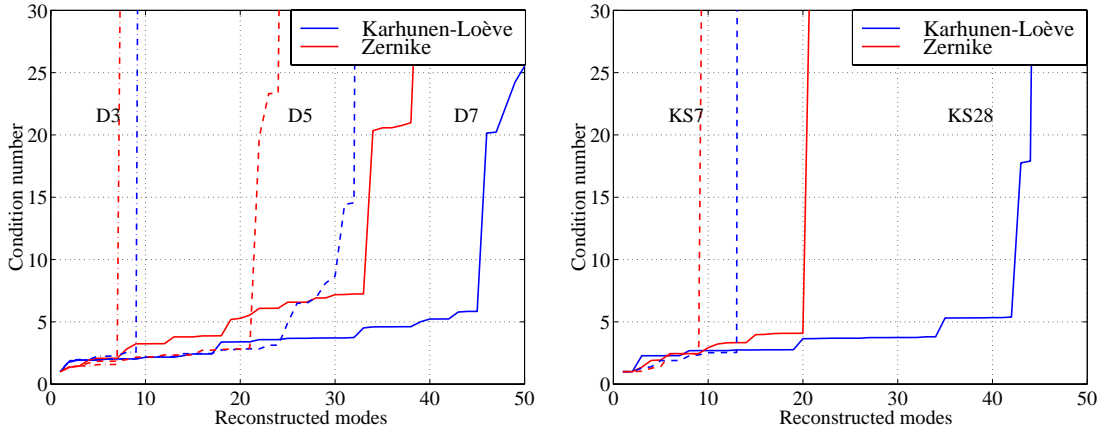 30
25
20
15
10
5
0
Condition number
Karhunen-Loève
Zernike
D3
D5
D7
0
10
20
30
40
50
Reconstructed modes
30
25
20
15
10
5
0
Condition number
Karhunen-Loève
Zernike
KS7
KS28
0
10
20
30
40
50
Reconstructed modes